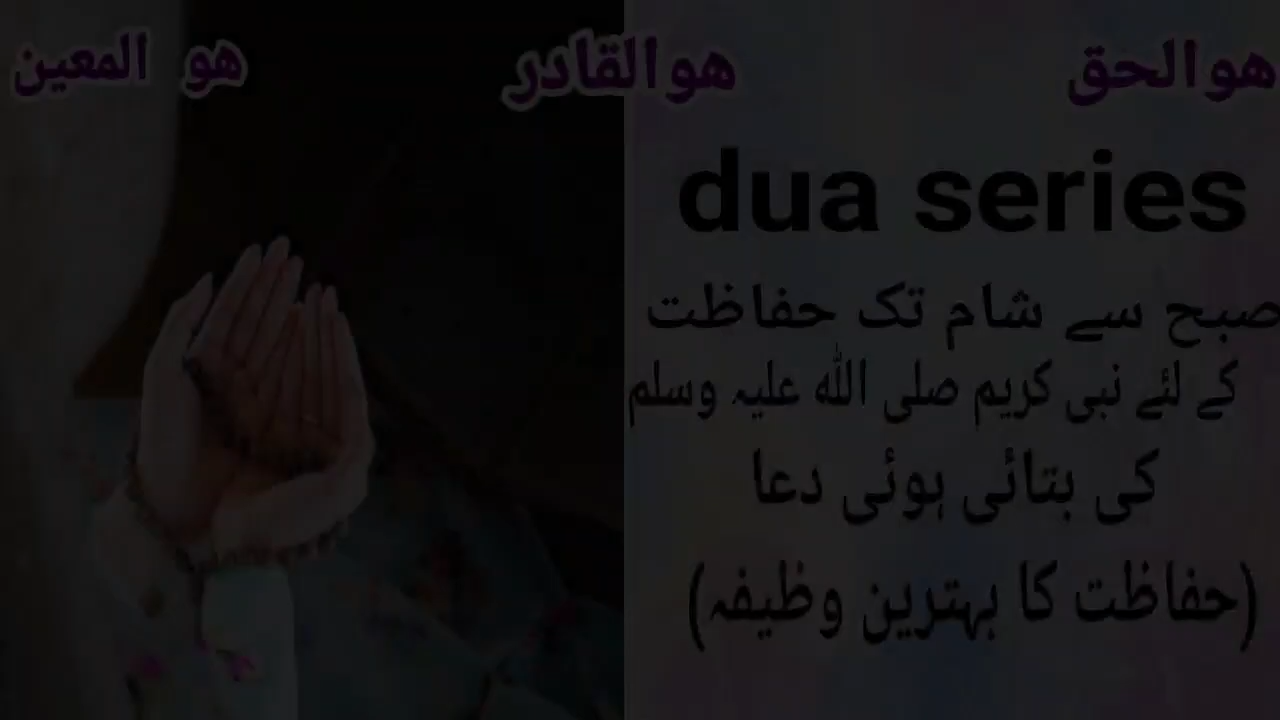 هوالحق هوالقادر هو المعین
dua series
صبح سے شام تک حفاظت
کے لئے نبی کریم صلی اللہ علیہ وسلم
کی بتائی ہوئی دعا
(حفاظت کا بہترین وظیفہ)